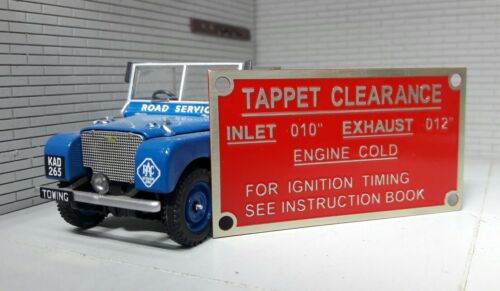 ROAD SERVICE
KAD
265
TOWING
RAC
TAPPET CLEARANCE
INLET ·010" EXHAUST ·012"
ENGINE COLD
FOR IGNITION TIMING
SEE INSTRUCTION BOOK